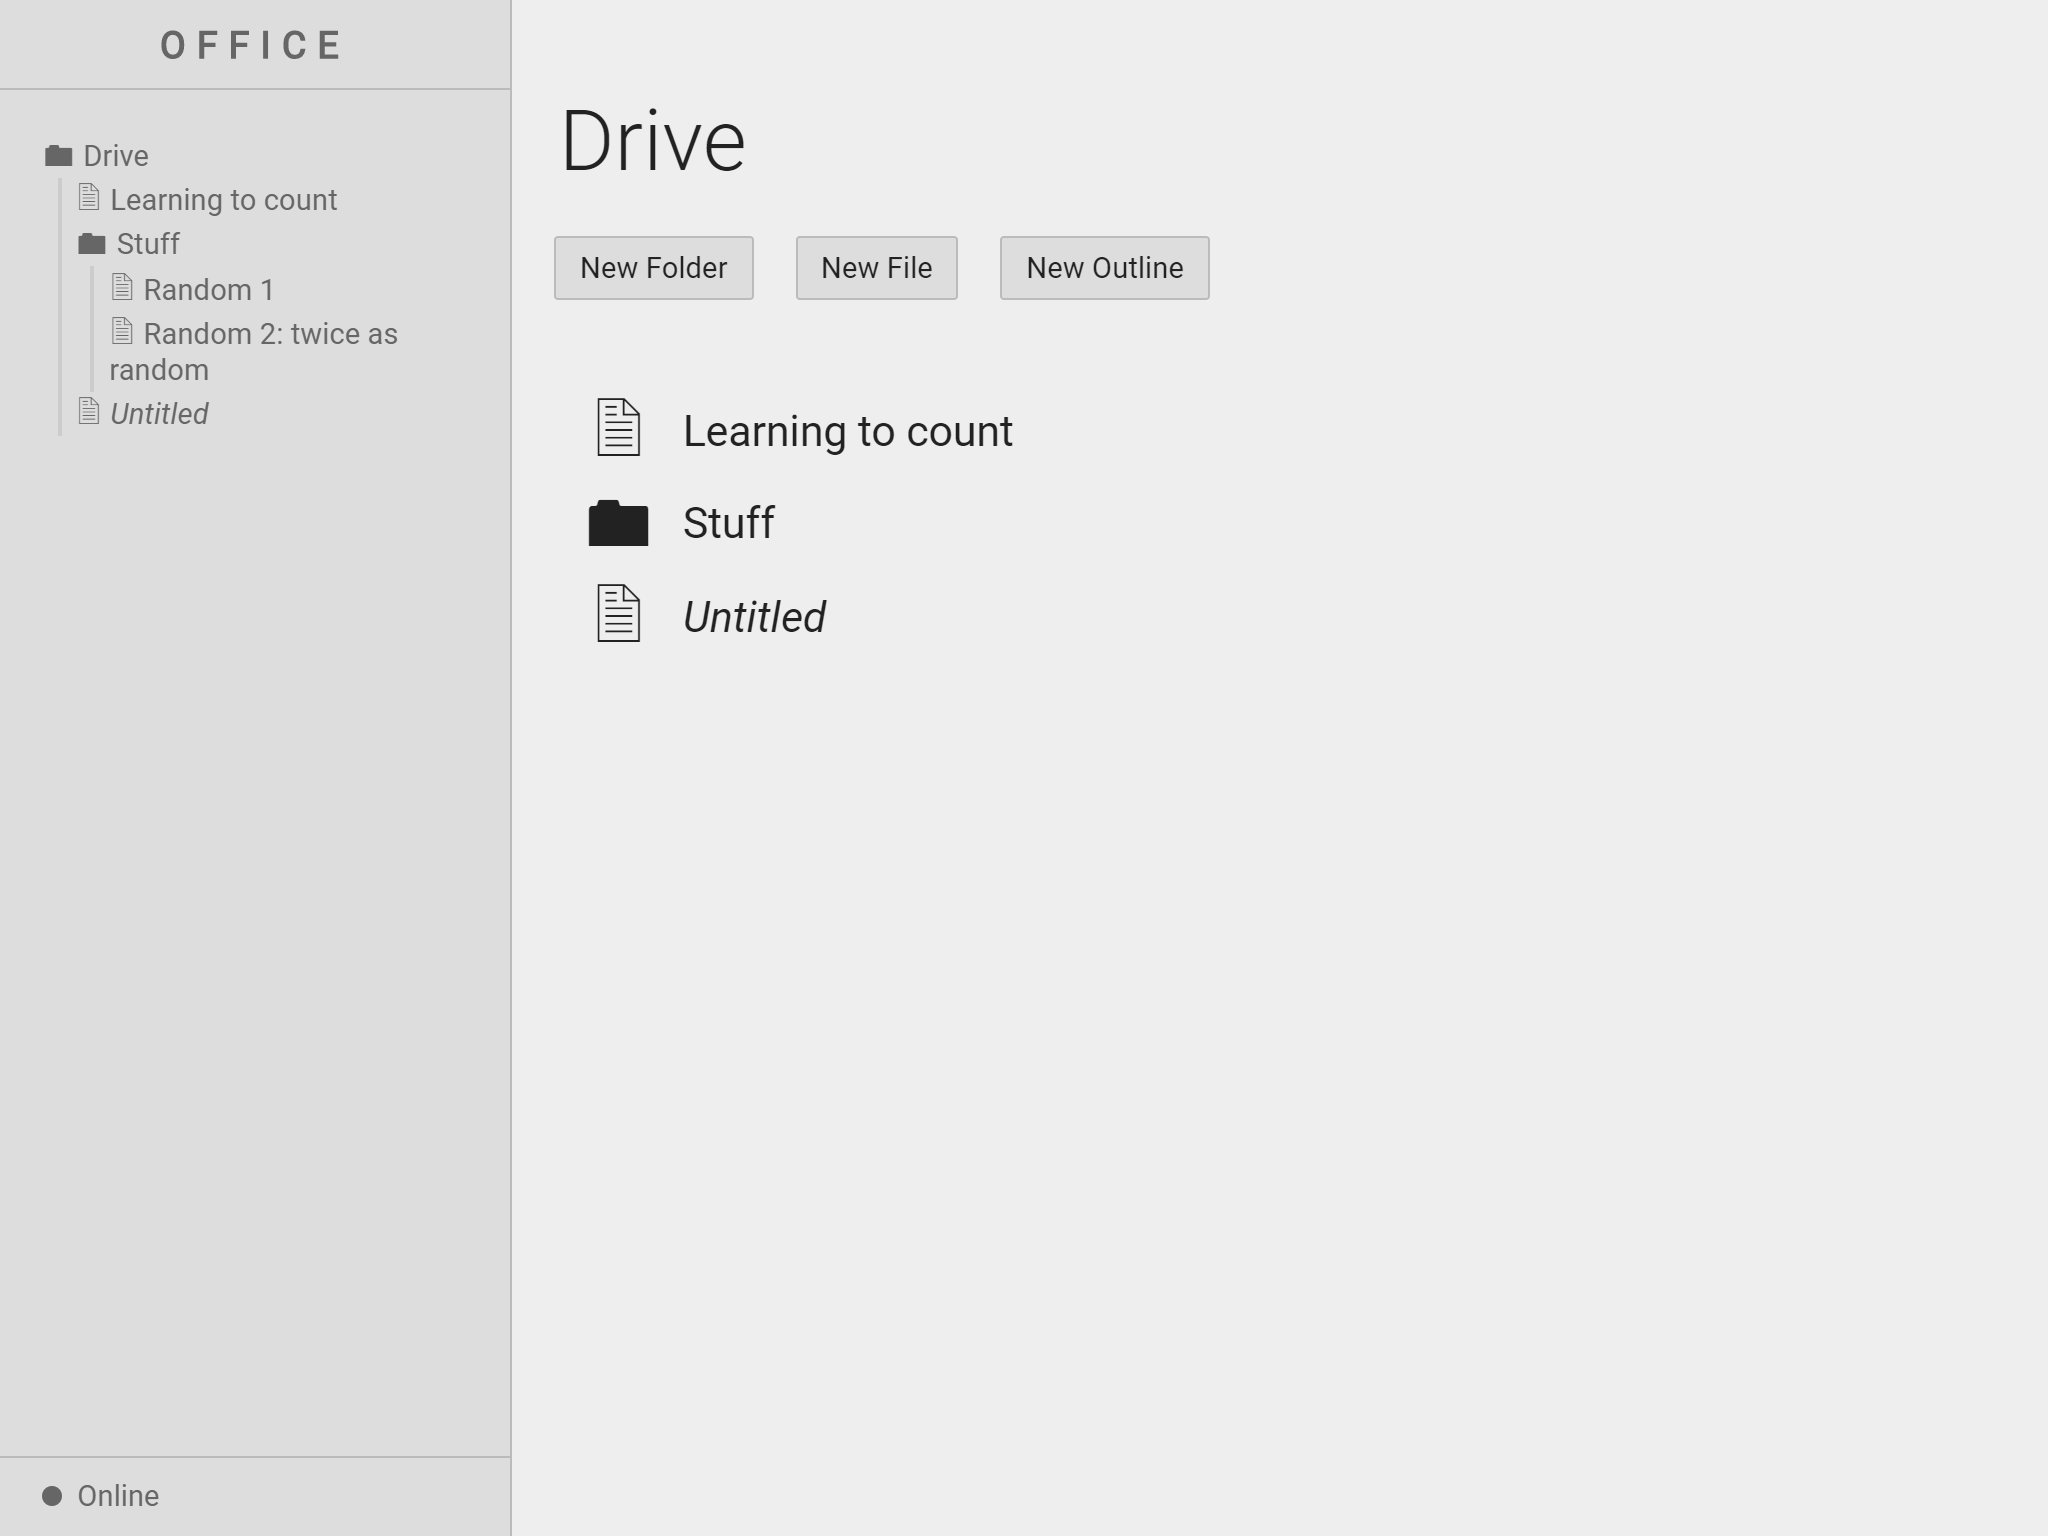 OFFICE
Drive
Learning to count
Stuff
Random 1
Random 2: twice as
random
Untitled
Online
Drive
New Folder
New File
New Outline
Learning to count
Stuff
Untitled